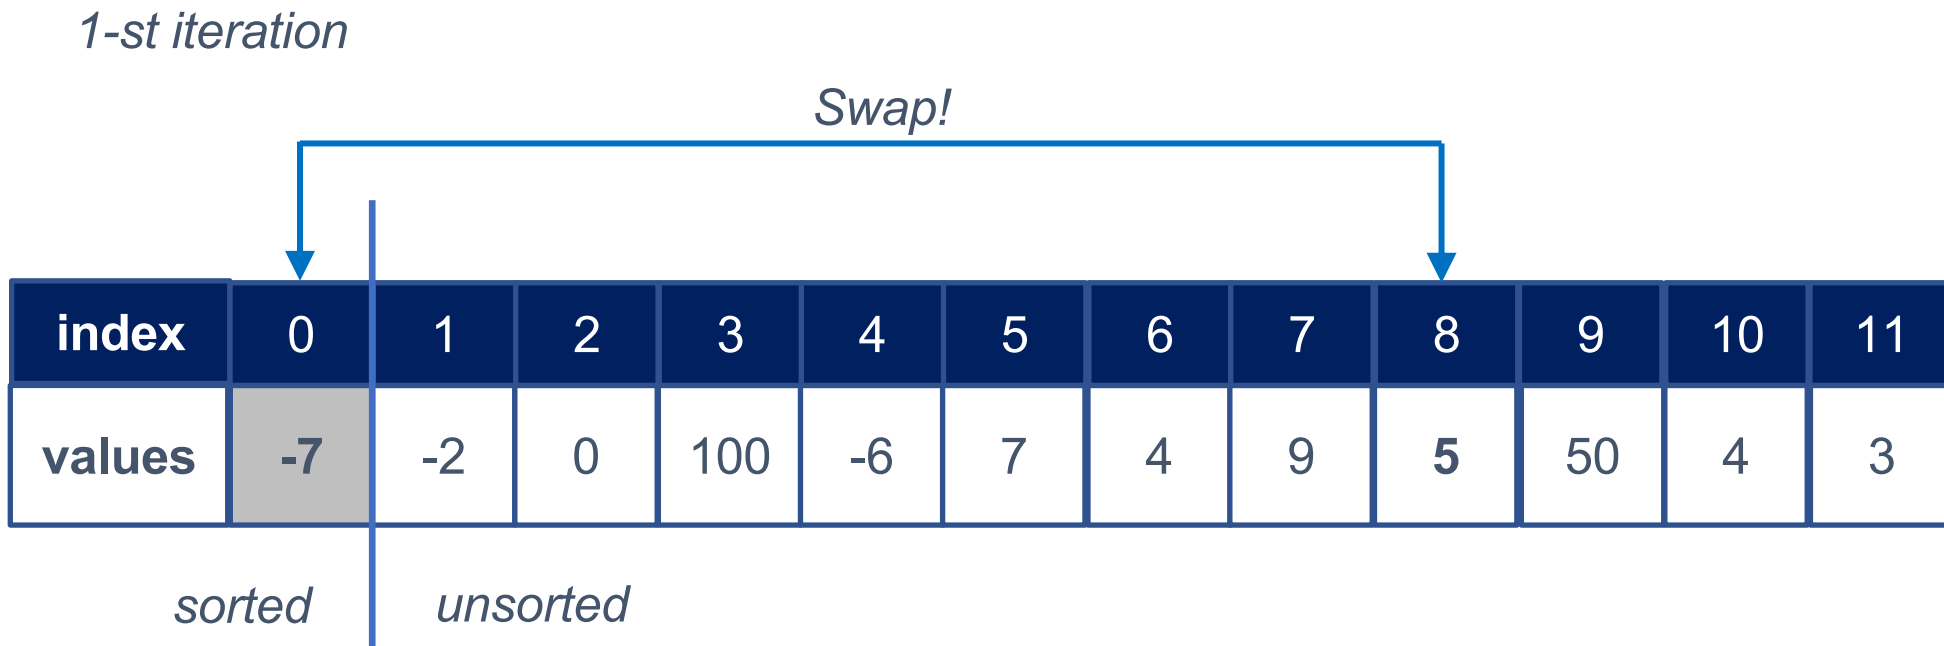 1-st iteration
Swap!
index 0 1 2 3 4 5 6 7 8 9 10 11
values -7 -2 0 100 -6 7 4 9 5 50 4 3
sorted unsorted